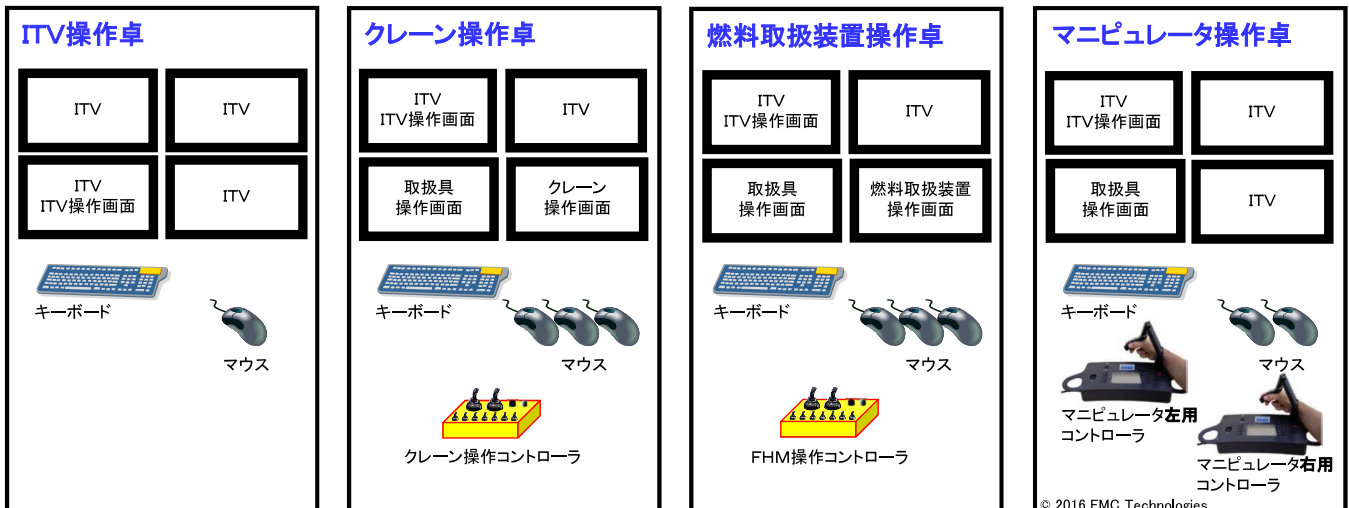 ITV操作卓
ITV
ITV
ITV
ITV操作画面
ITV
キーボード
マウス
クレーン操作卓
ITV
ITV操作画面
ITV
取扱具
操作画面
クレーン
操作画面
キーボード
マウス
クレーン操作コントローラ
燃料取扱装置操作卓
ITV
ITV操作画面
ITV
取扱具
操作画面
燃料取扱装置
操作画面
キーボード
マウス
FHM操作コントローラ
マニピュレータ操作卓
ITV
ITV操作画面
ITV
取扱具
操作画面
ITV
キーボード
マウス
マニピュレータ左用
コントローラ
マニピュレータ右用
コントローラ
© 2016 FMC Technologies